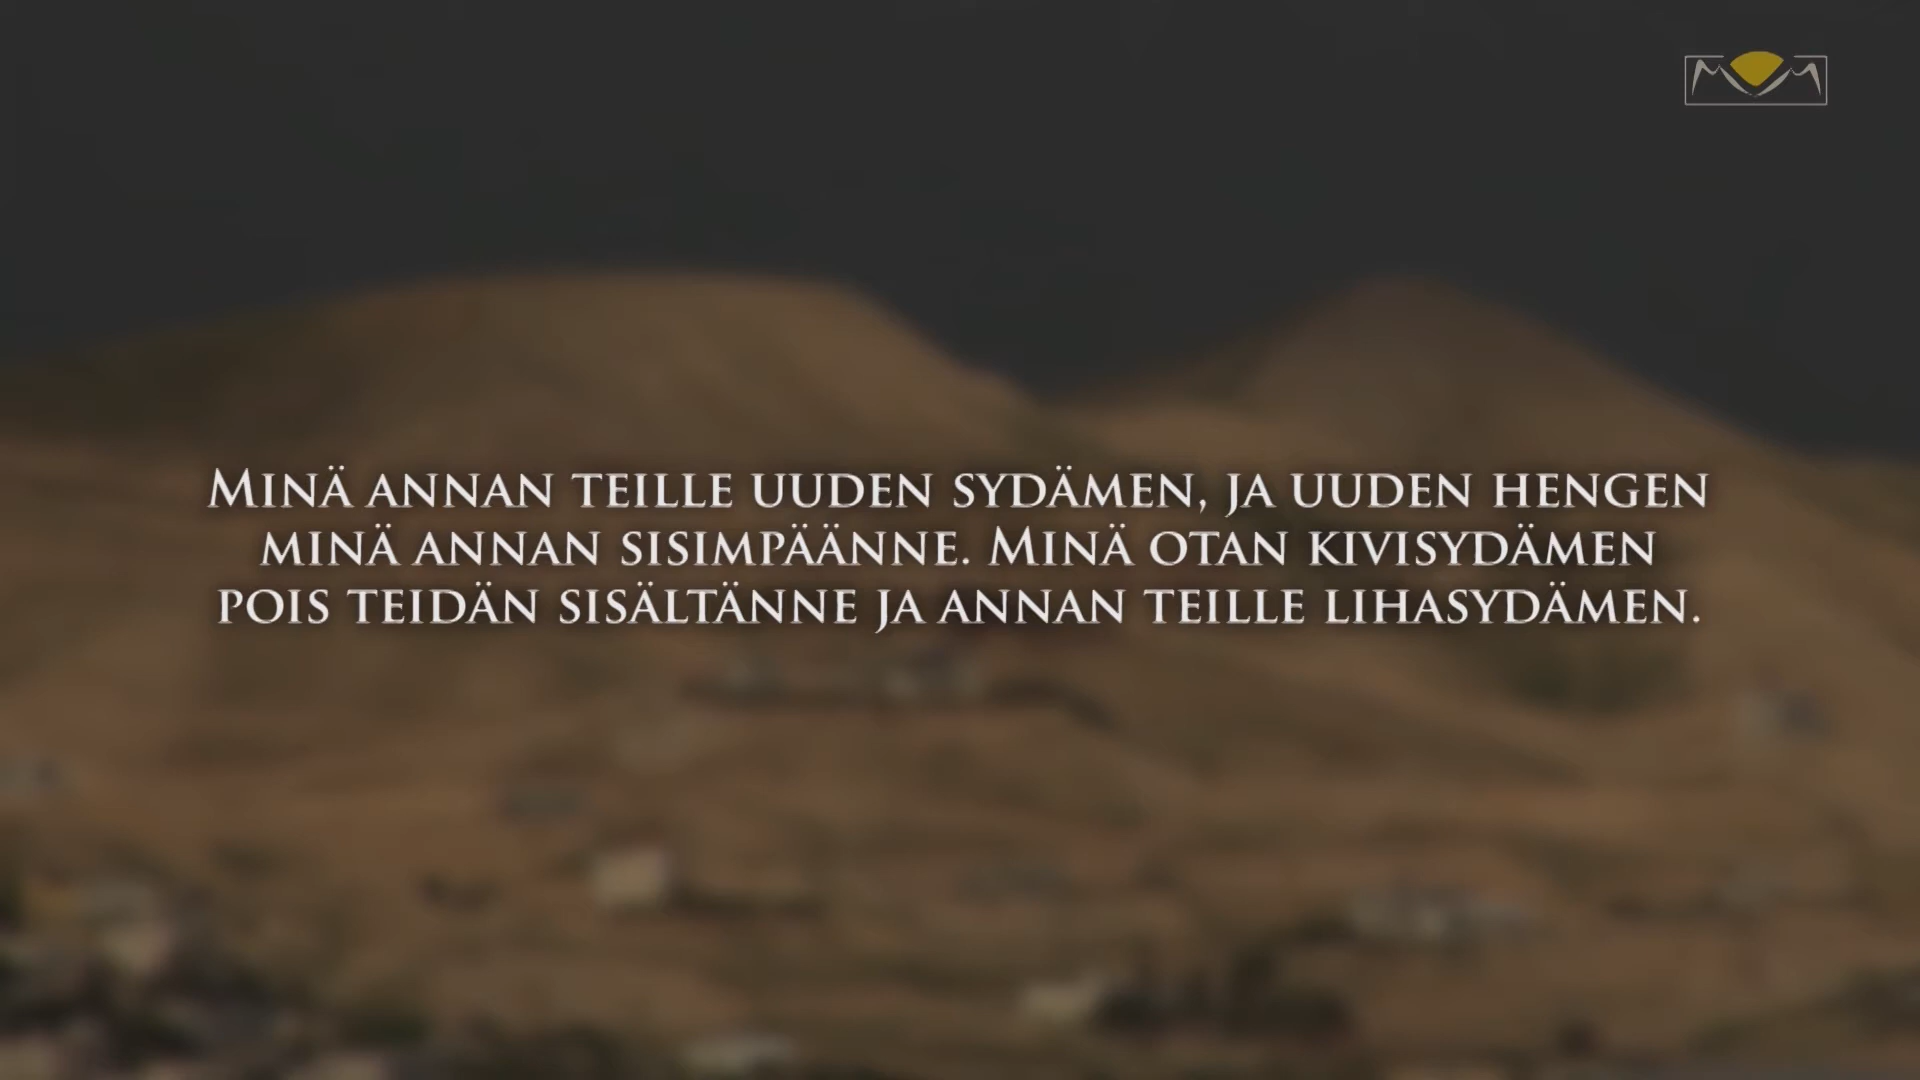 Minä annan teille uuden sydämen, ja uuden hengen
minä annan sisimpäänne. Minä otan kivisydämen
pois teidän sisältänne ja annan teille lihasydämen.